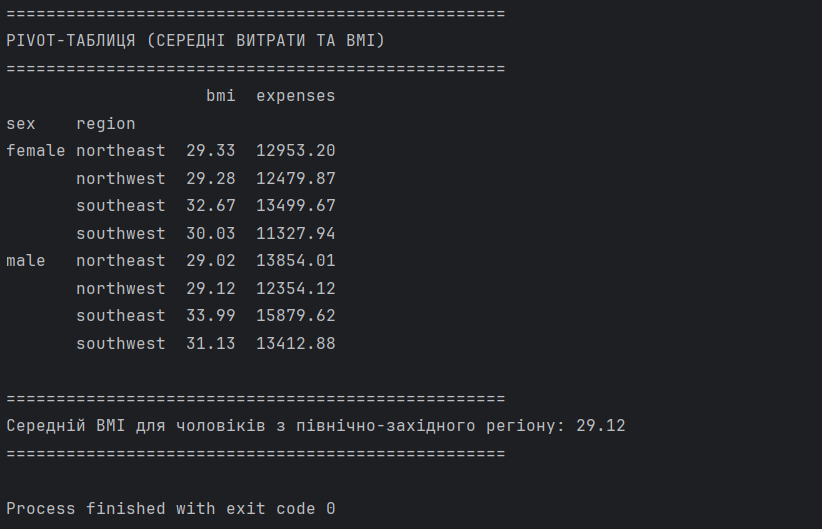 ==================================================
PIVOT-ТАБЛИЦЯ (СЕРЕДНІ ВИТРАТИ ТА BMI)
==================================================
                    bmi  expenses
sex    region
female northeast  29.33  12953.20
       northwest  29.28  12479.87
       southeast  32.67  13499.67
       southwest  30.03  11327.94
male   northeast  29.02  13854.01
       northwest  29.12  12354.12
       southeast  33.99  15879.62
       southwest  31.13  13412.88

==================================================
Середній BMI для чоловіків з північно-західного регіону: 29.12
==================================================

Process finished with exit code 0